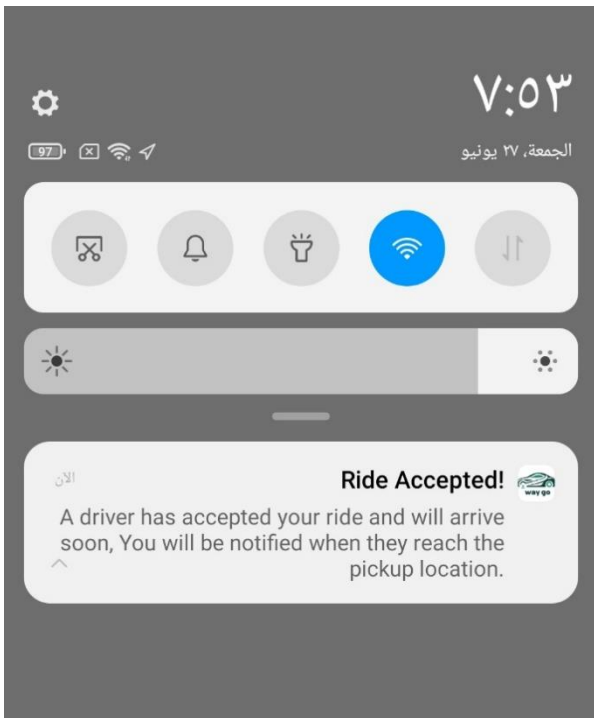 ٧:٥٣
الجمعة، ٢٧ يونيو
97
Ride Accepted!
way go
الآن
A driver has accepted your ride and will arrive
soon, You will be notified when they reach the
pickup location.